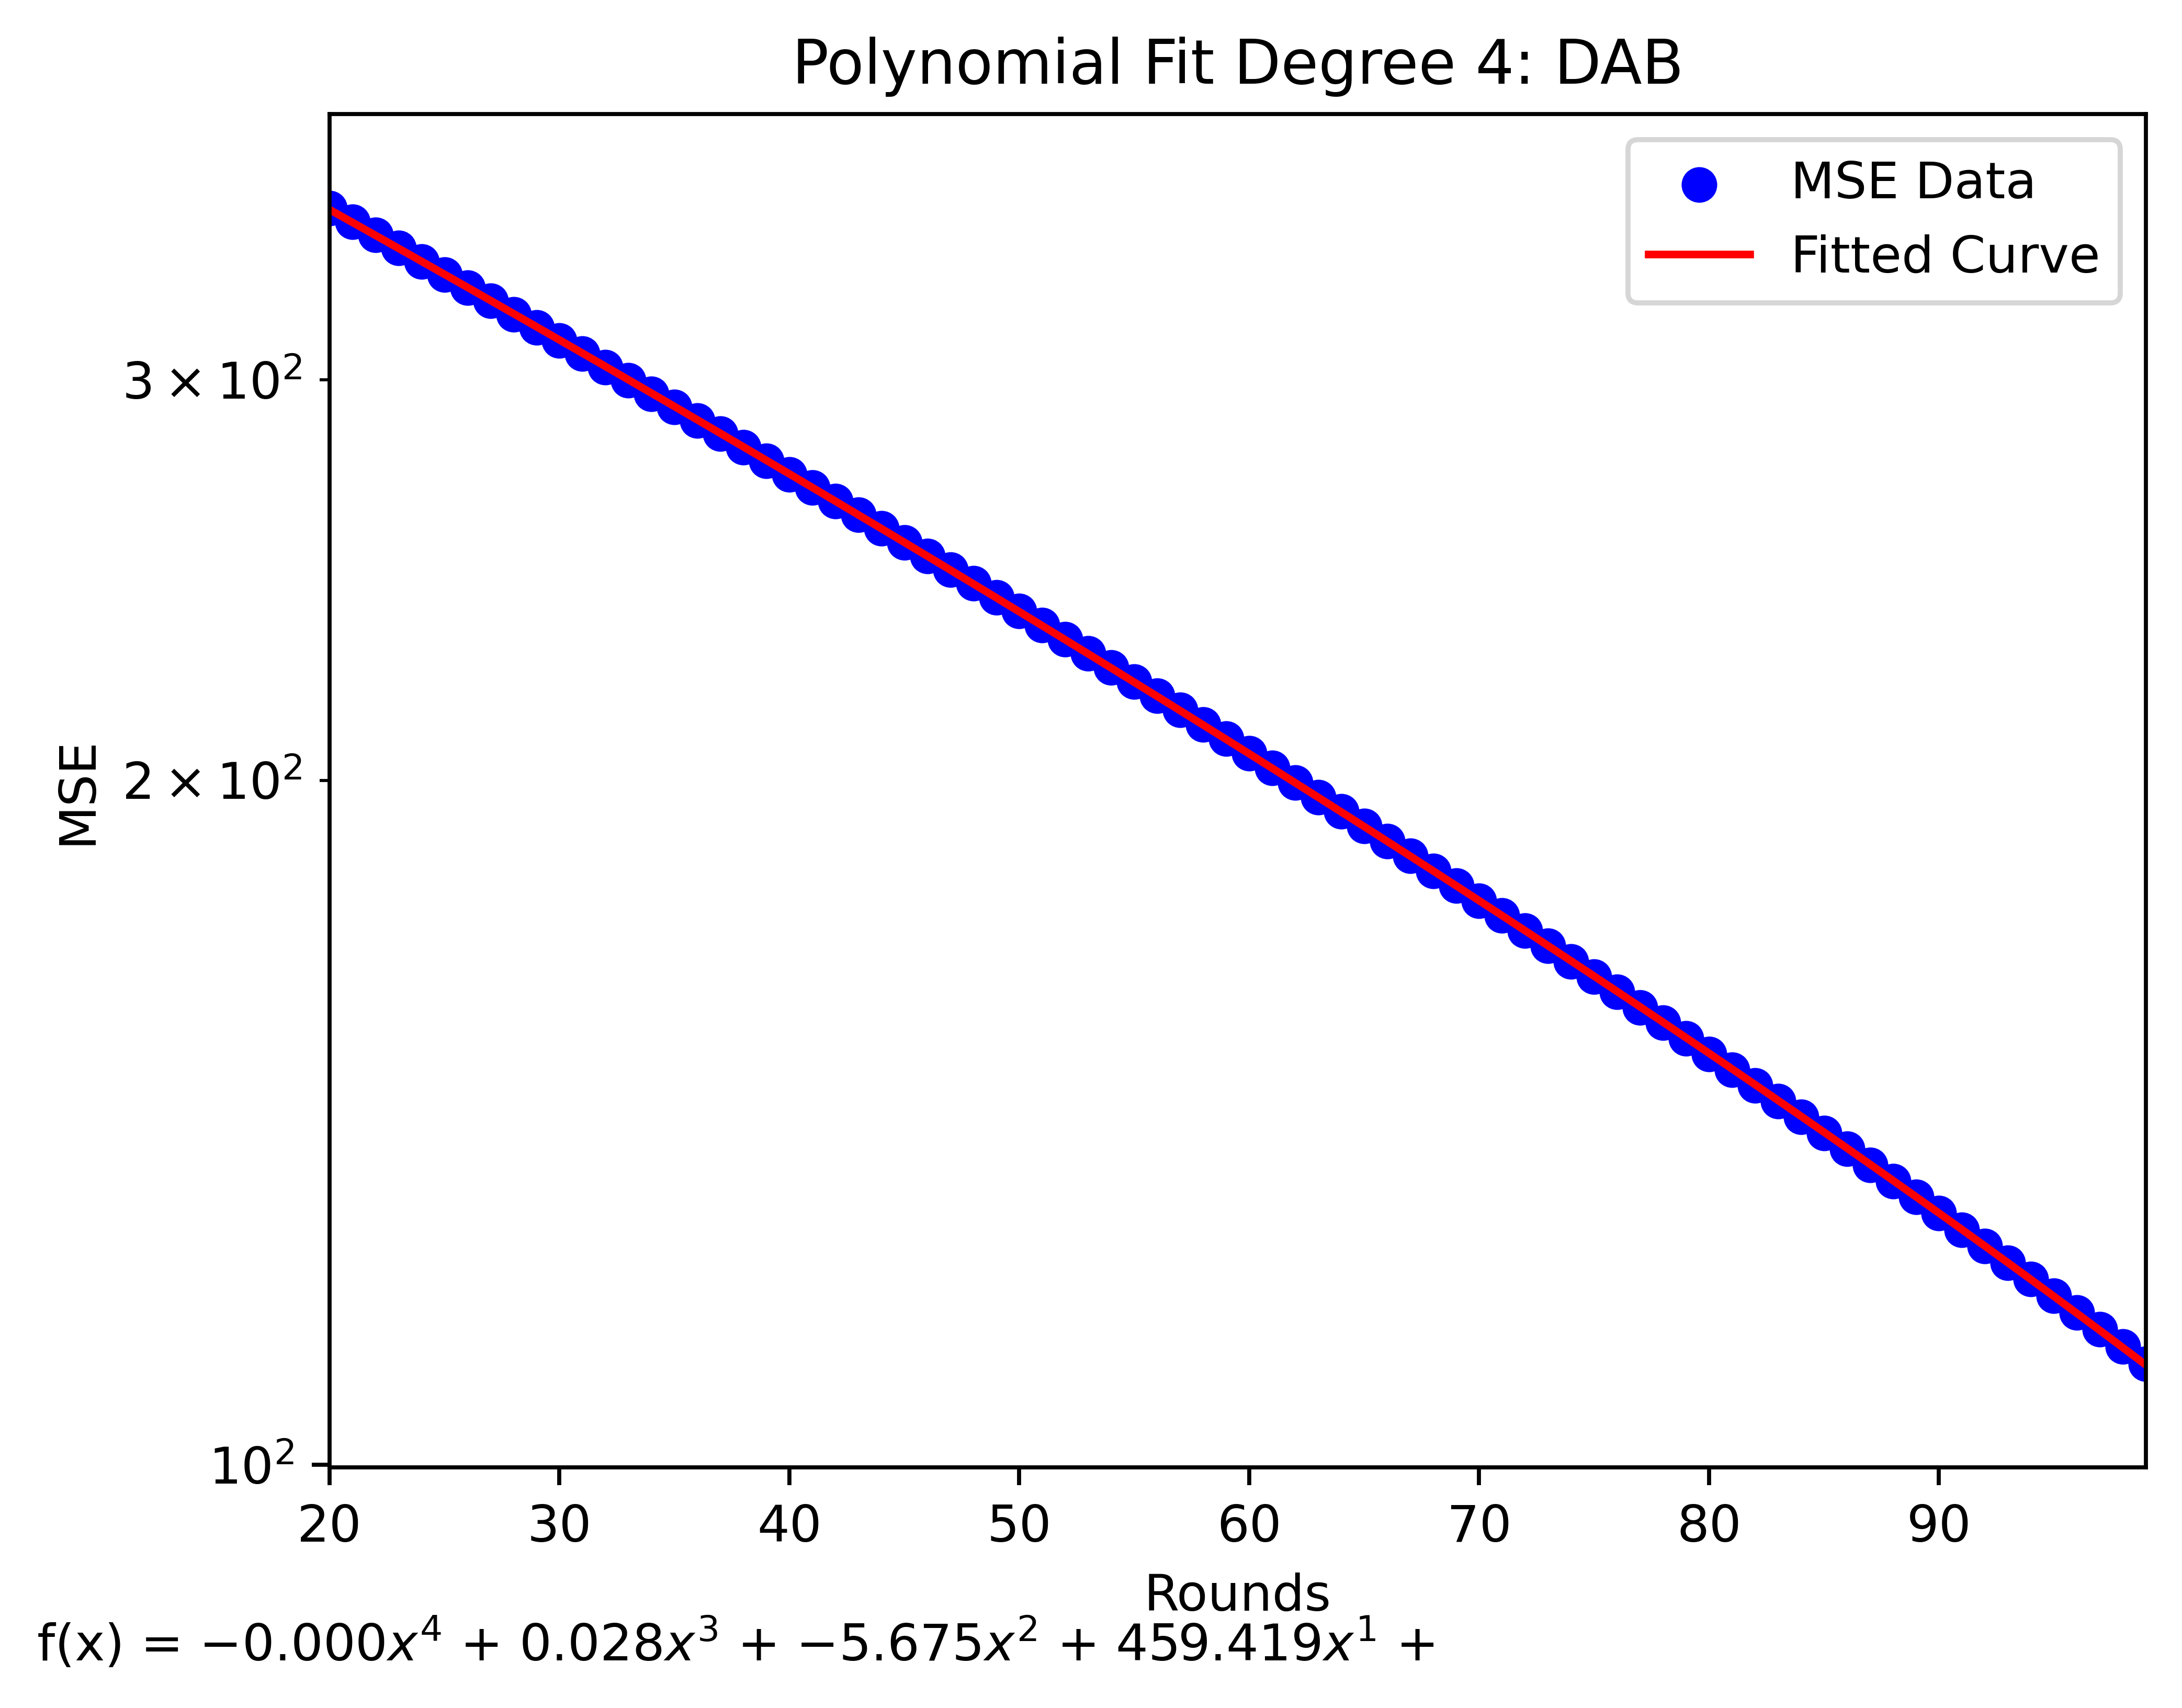 Polynomial Fit Degree 4: DAB
MSE Data
Fitted Curve
3 × 10²
2 × 10²
10²
MSE
20 30 40 50 60 70 80 90
Rounds
f(x) = −0.000x⁴ + 0.028x³ + −5.675x² + 459.419x¹ +